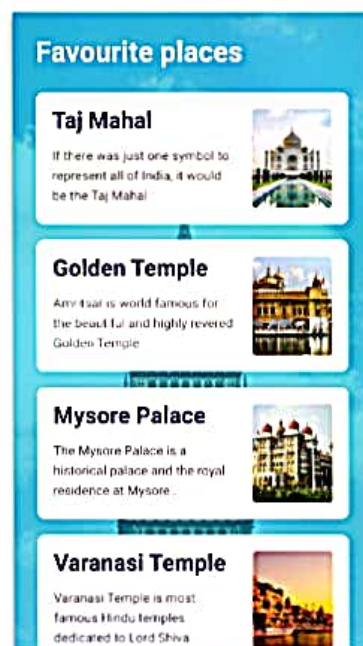 Favourite places
Taj Mahal
If there was just one symbol to
represent all of India, it would
be the Taj Mahal
Golden Temple
Amritsar is world famous for
the beautiful and highly revered
Golden Temple
Mysore Palace
The Mysore Palace is a
historical palace and the royal
residence at Mysore..
Varanasi Temple
Varanasi Temple is most
famous Hindu temples
dedicated to Lord Shiva